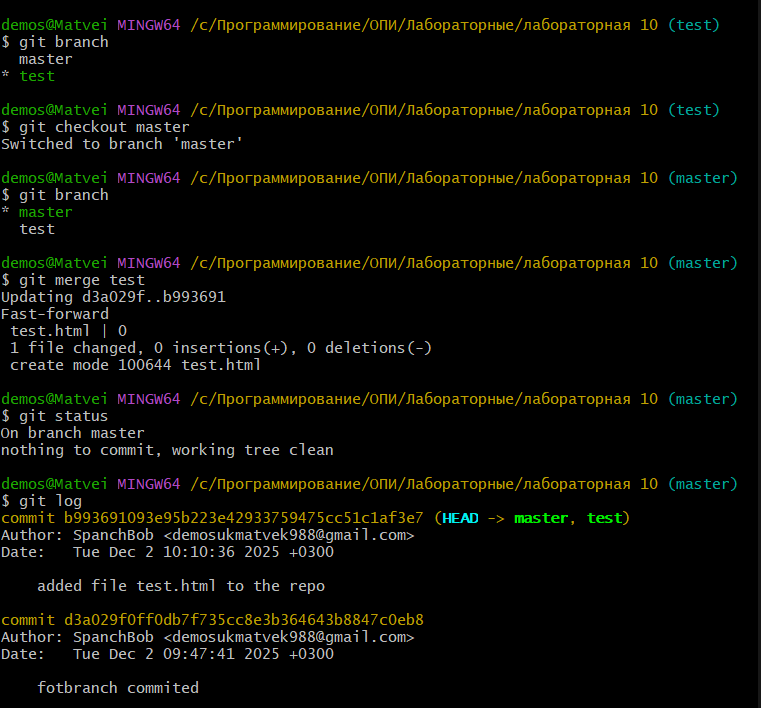 demos@Matvei MINGW64 /c/Программирование/ОПИ/Лабораторные/лабораторная 10 (test)
$ git branch
  master
* test
demos@Matvei MINGW64 /c/Программирование/ОПИ/Лабораторные/лабораторная 10 (test)
$ git checkout master
Switched to branch 'master'
demos@Matvei MINGW64 /c/Программирование/ОПИ/Лабораторные/лабораторная 10 (master)
$ git branch
* master
  test
demos@Matvei MINGW64 /c/Программирование/ОПИ/Лабораторные/лабораторная 10 (master)
$ git merge test
Updating d3a029f..b993691
Fast-forward
 test.html | 0
 1 file changed, 0 insertions(+), 0 deletions(-)
 create mode 100644 test.html
demos@Matvei MINGW64 /c/Программирование/ОПИ/Лабораторные/лабораторная 10 (master)
$ git status
On branch master
nothing to commit, working tree clean
demos@Matvei MINGW64 /c/Программирование/ОПИ/Лабораторные/лабораторная 10 (master)
$ git log
commit b993691093e95b223e42933759475cc51c1af3e7 (HEAD -> master, test)
Author: SpanchBob <demosukmatvek988@gmail.com>
Date:   Tue Dec 2 10:10:36 2025 +0300
    added file test.html to the repo
commit d3a029f0ff0db7f735cc8e3b364643b8847c0eb8
Author: SpanchBob <demosukmatvek988@gmail.com>
Date:   Tue Dec 2 09:47:41 2025 +0300
    fotbranch commited